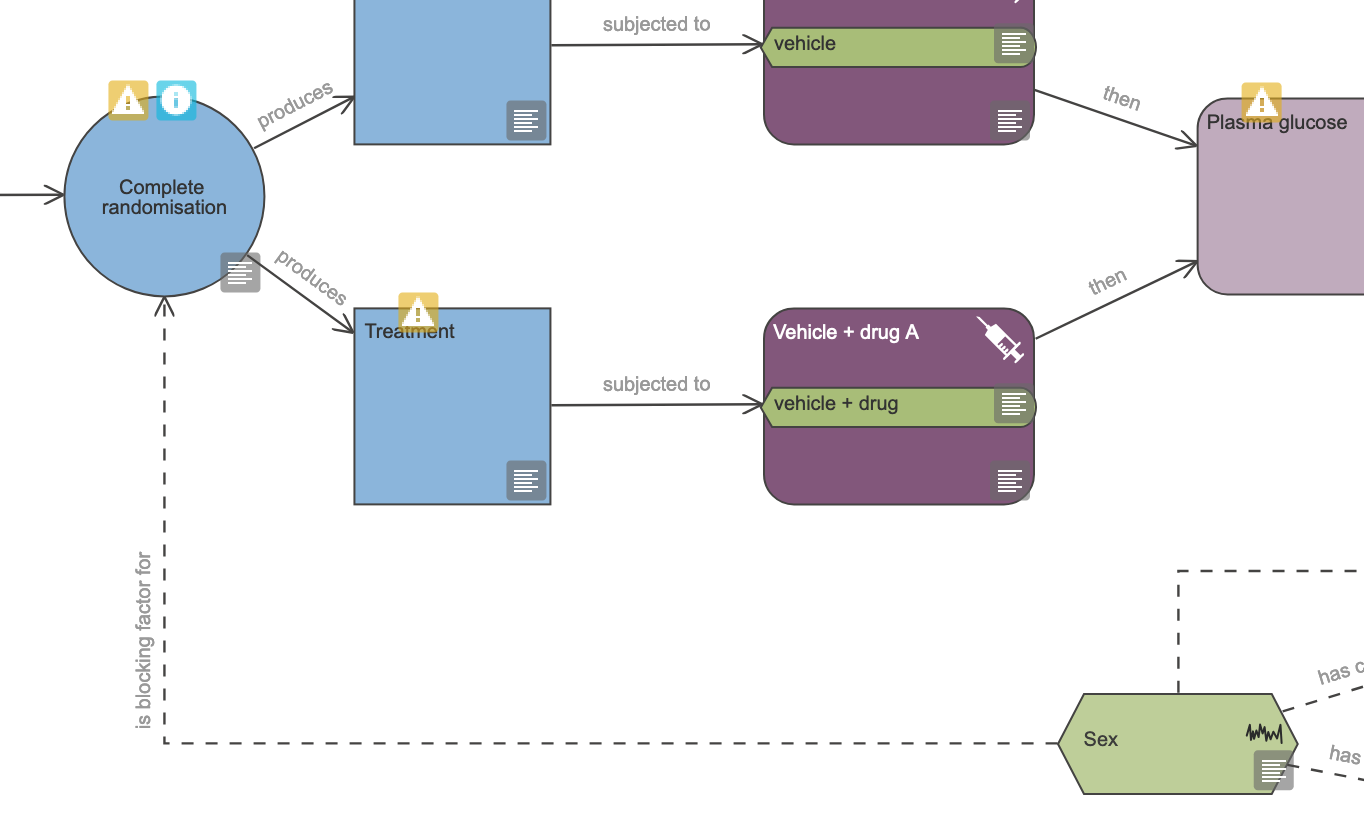 subjected to
vehicle
produces
then
Plasma glucose
Complete
randomisation
produces
then
Treatment
Vehicle + drug A
subjected to
vehicle + drug
is blocking factor for
has
Sex
has